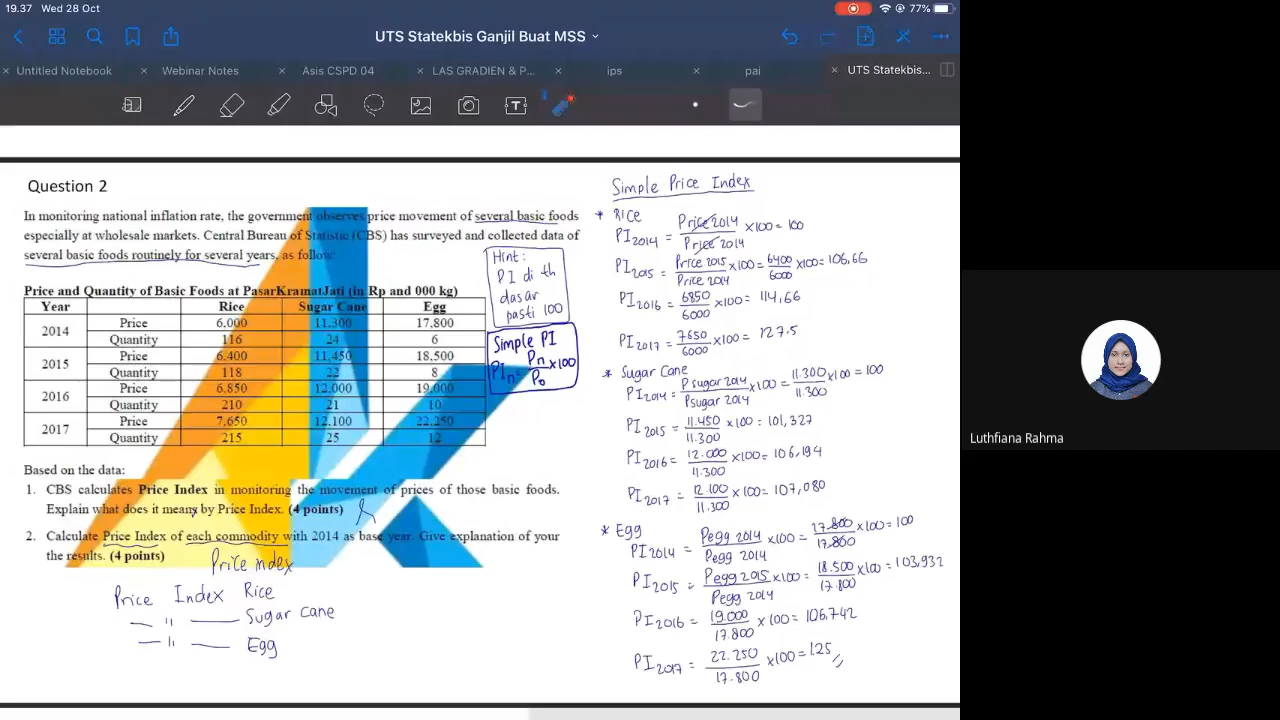 19.37 Wed 28 Oct
77%
UTS Statekbis Ganjil Buat MSS
Untitled Notebook
Webinar Notes
Asis CSPD 04
LAS GRADIEN & P...
ips
pai
UTS Statekbis...
Question 2
In monitoring national inflation rate, the government observes price movement of several basic foods
especially at wholesale markets. Central Bureau of Statistic (CBS) has surveyed and collected data of
several basic foods routinely for several years, as follow:
Hint:
PI di th
dasar
pasti 100
Simple PI
PIn = Pn/Po x100
Price and Quantity of Basic Foods at PasarKramatJati (in Rp and 000 kg)
Year Rice Sugar Cane Egg
2014 Price 6.000 11.300 17.800
Quantity 116 24 6
2015 Price 6.400 11,450 18.500
Quantity 118 22 8
2016 Price 6,850 12.000 19,000
Quantity 210 21 10
2017 Price 7,650 12,100 22,250
Quantity 215 25 12
Based on the data:
1. CBS calculates Price Index in monitoring the movement of prices of those basic foods.
Explain what does it means by Price Index. (4 points)
2. Calculate Price Index of each commodity with 2014 as base year. Give explanation of your
the results. (4 points)
Price Index
Price Index Rice
— " — Sugar cane
— " — Egg
Simple Price Index
* Rice
PI2014 = Price 2014/Price 2014 x100 = 100
PI2015 = Price 2015/Price 2014 x100 = 6400/6000 x100 = 106,66
PI2016 = 6850/6000 x100 = 114,66
PI2017 = 7650/6000 x100 = 127.5
* Sugar Cane
PI2014 = P sugar 2014/Psugar 2014 x100 = 11.300/11.300 x100 = 100
PI2015 = 11.450/11.300 x100 = 101,327
PI2016 = 12.000/11.300 x100 = 106,194
PI2017 = 12.100/11.300 x100 = 107,080
* Egg
PI2014 = Pegg 2014/Pegg 2014 x100 = 17.800/17.800 x100 = 100
PI2015 = Pegg 2015/Pegg 2014 x100 = 18.500/17.800 x100 = 103,932
PI2016 = 19.000/17.800 x100 = 106.742
PI2017 = 22.250/17.800 x100 = 125
Luthfiana Rahma